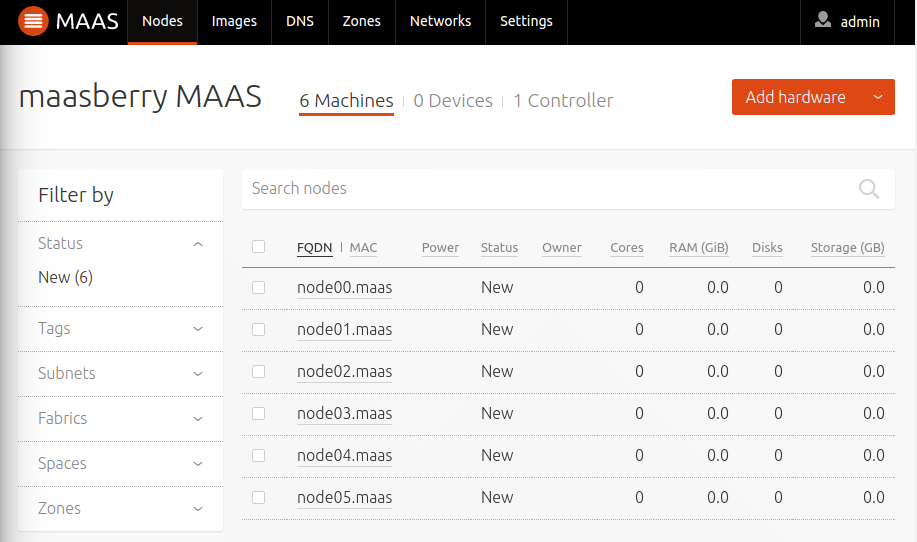 MAAS Nodes Images DNS Zones Networks Settings admin
maasberry MAAS 6 Machines 0 Devices 1 Controller Add hardware
Filter by
Status
New (6)
Tags
Subnets
Fabrics
Spaces
Zones
Search nodes
FQDN | MAC Power Status Owner Cores RAM (GiB) Disks Storage (GB)
node00.maas New 0 0.0 0 0.0
node01.maas New 0 0.0 0 0.0
node02.maas New 0 0.0 0 0.0
node03.maas New 0 0.0 0 0.0
node04.maas New 0 0.0 0 0.0
node05.maas New 0 0.0 0 0.0